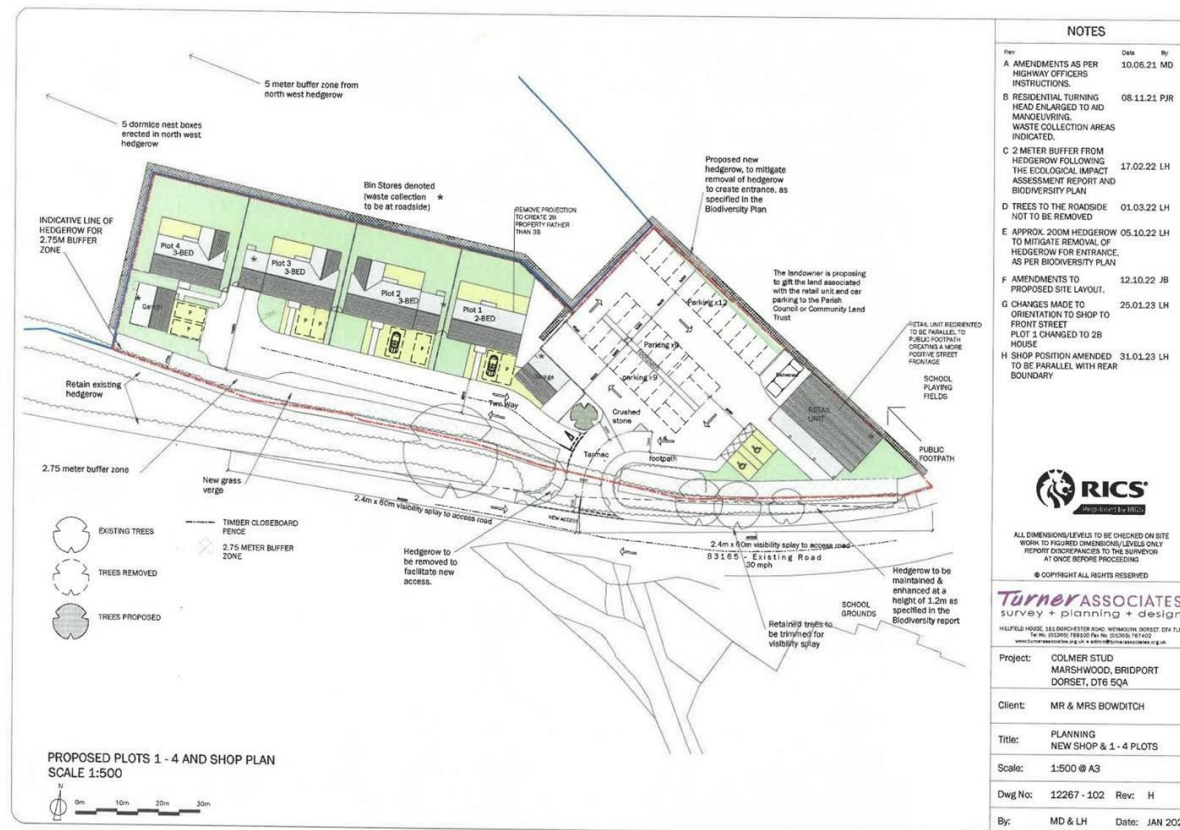 5 meter buffer zone from
north west hedgerow
5 dormice nest boxes
erected in north west
hedgerow
Bin Stores denoted
(waste collection *
to be at roadside)
REMOVE PROJECTION
TO CREATE 2B
PROPERTY RATHER
THAN 3B
Proposed new
hedgerow, to mitigate
removal of hedgerow
to create entrance, as
specified in the
Biodiversity Plan
INDICATIVE LINE OF
HEDGEROW FOR
2.75M BUFFER
ZONE
Plot 4
3-BED
Plot 3
3-BED
Plot 2
3-BED
Plot 1
2-BED
Garage
Garage
The landowner is proposing
to gift the land associated
with the retail unit and car
parking to the Parish
Council or Community Land
Trust
Parking x12
Parking x9
parking x9
RETAIL UNIT REORIENTED
TO BE PARALLEL TO
PUBLIC FOOTPATH
CREATING A MORE
POSITIVE STREET
FRONTAGE
SCHOOL
PLAYING
FIELDS
RETAIL
UNIT
PUBLIC
FOOTPATH
Retain existing
hedgerow
Two Way
Crushed
stone
Tarmac
footpath
2.75 meter buffer zone
New grass
verge
2.4m x 60m visibility splay to access road
NEW ACCESS
2.4m x 60m visibility splay to access road
B3165 - Existing Road
30 mph
EXISTING TREES
TREES REMOVED
TREES PROPOSED
TIMBER CLOSEBOARD
FENCE
2.75 METER BUFFER
ZONE
Hedgerow to
be removed to
facilitate new
access.
Retained trees to
be trimmed for
visibility splay
SCHOOL
GROUNDS
Hedgerow to be
maintained &
enhanced at a
height of 1.2m as
specified in the
Biodiversity report
PROPOSED PLOTS 1 - 4 AND SHOP PLAN
SCALE 1:500
N
0m 10m 20m 30m
NOTES
Rev Date By
A AMENDMENTS AS PER 10.06.21 MD
HIGHWAY OFFICERS
INSTRUCTIONS.
B RESIDENTIAL TURNING 08.11.21 PJR
HEAD ENLARGED TO AID
MANOEUVRING.
WASTE COLLECTION AREAS
INDICATED.
C 2 METER BUFFER FROM
HEDGEROW FOLLOWING
THE ECOLOGICAL IMPACT 17.02.22 LH
ASSESSMENT REPORT AND
BIODIVERSITY PLAN
D TREES TO THE ROADSIDE 01.03.22 LH
NOT TO BE REMOVED
E APPROX. 200M HEDGEROW 05.10.22 LH
TO MITIGATE REMOVAL OF
HEDGEROW FOR ENTRANCE,
AS PER BIODIVERSITY PLAN
F AMENDMENTS TO 12.10.22 JB
PROPOSED SITE LAYOUT.
G CHANGES MADE TO 25.01.23 LH
ORIENTATION TO SHOP TO
FRONT STREET
PLOT 1 CHANGED TO 2B
HOUSE
H SHOP POSITION AMENDED 31.01.23 LH
TO BE PARALLEL WITH REAR
BOUNDARY
RICS
Regulated by RICS
ALL DIMENSIONS/LEVELS TO BE CHECKED ON SITE
WORK TO FIGURED DIMENSIONS/LEVELS ONLY
REPORT DISCREPANCIES TO THE SURVEYOR
AT ONCE BEFORE PROCEEDING
© COPYRIGHT ALL RIGHTS RESERVED
Turner ASSOCIATES
survey + planning + design
HILLFIELD HOUSE, 181 DORCHESTER ROAD, WEYMOUTH, DORSET, DT4 7LF
Project: COLMER STUD
MARSHWOOD, BRIDPORT
DORSET, DT6 5QA
Client: MR & MRS BOWDITCH
Title: PLANNING
NEW SHOP & 1 - 4 PLOTS
Scale: 1:500 @ A3
Dwg No: 12267 - 102 Rev: H
By: MD & LH Date: JAN 202